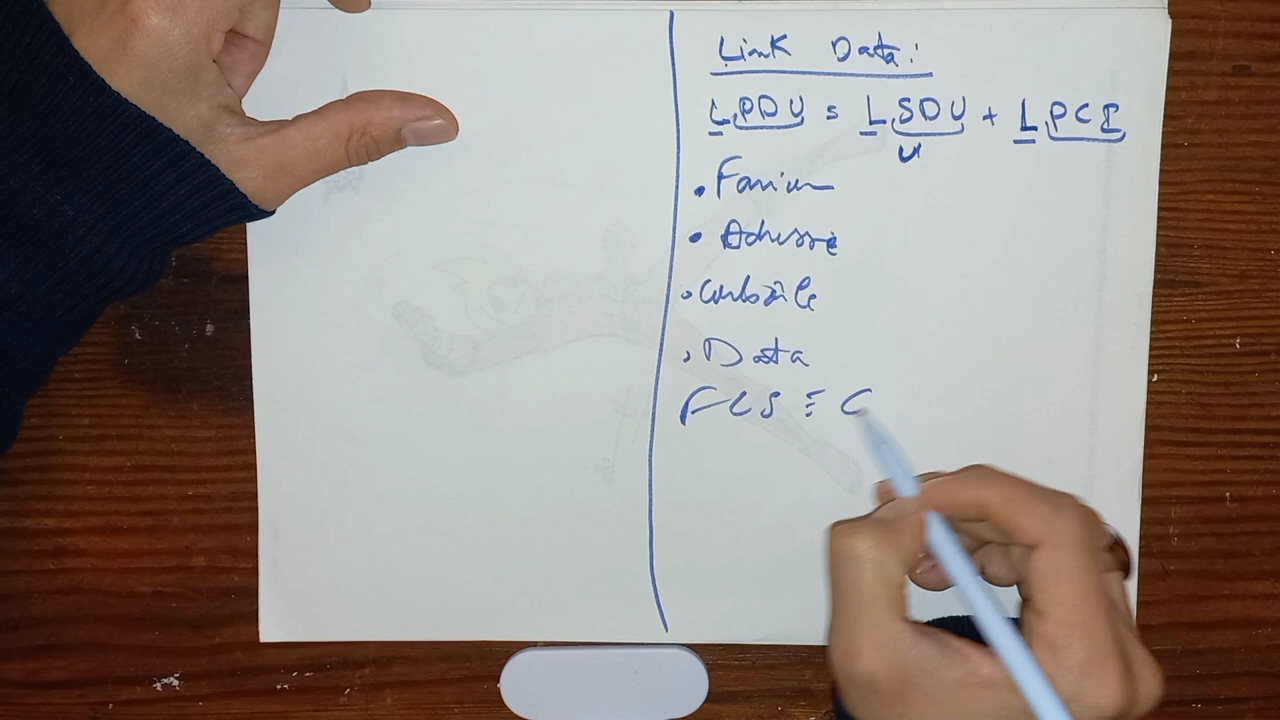 Link Data:
LPDU = LSDU + LPCI
• Fanion
• Adresse
• Contrôle
• Data
FCS ≡ C